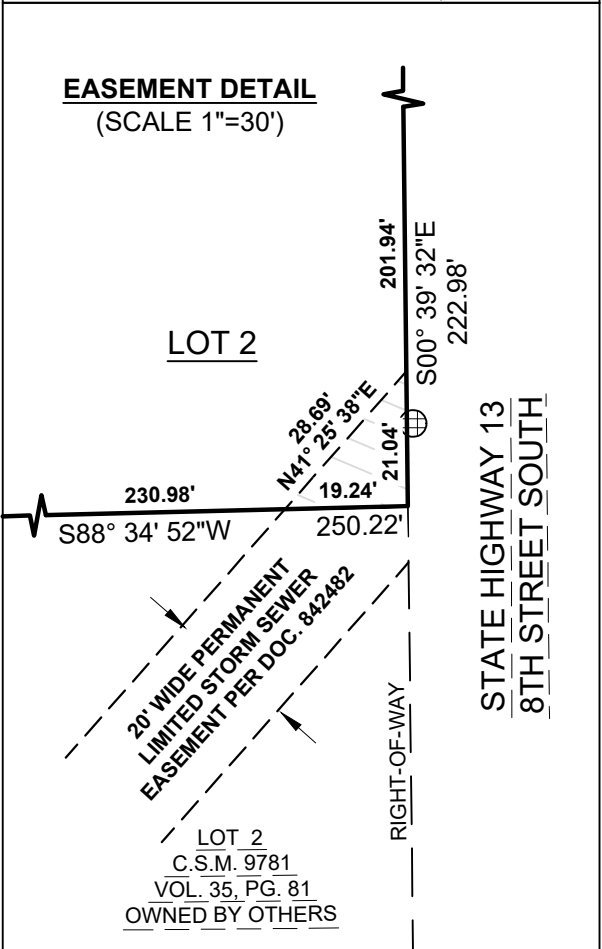 EASEMENT DETAIL
(SCALE 1"=30')
201.94'
S00° 39' 32"E
222.98'
LOT 2
28.69'
N41° 25' 38"E
21.04'
230.98'
19.24'
S88° 34' 52"W
250.22'
STATE HIGHWAY 13
8TH STREET SOUTH
20' WIDE PERMANENT
LIMITED STORM SEWER
EASEMENT PER DOC. 842482
RIGHT-OF-WAY
LOT 2
C.S.M. 9781
VOL. 35, PG. 81
OWNED BY OTHERS